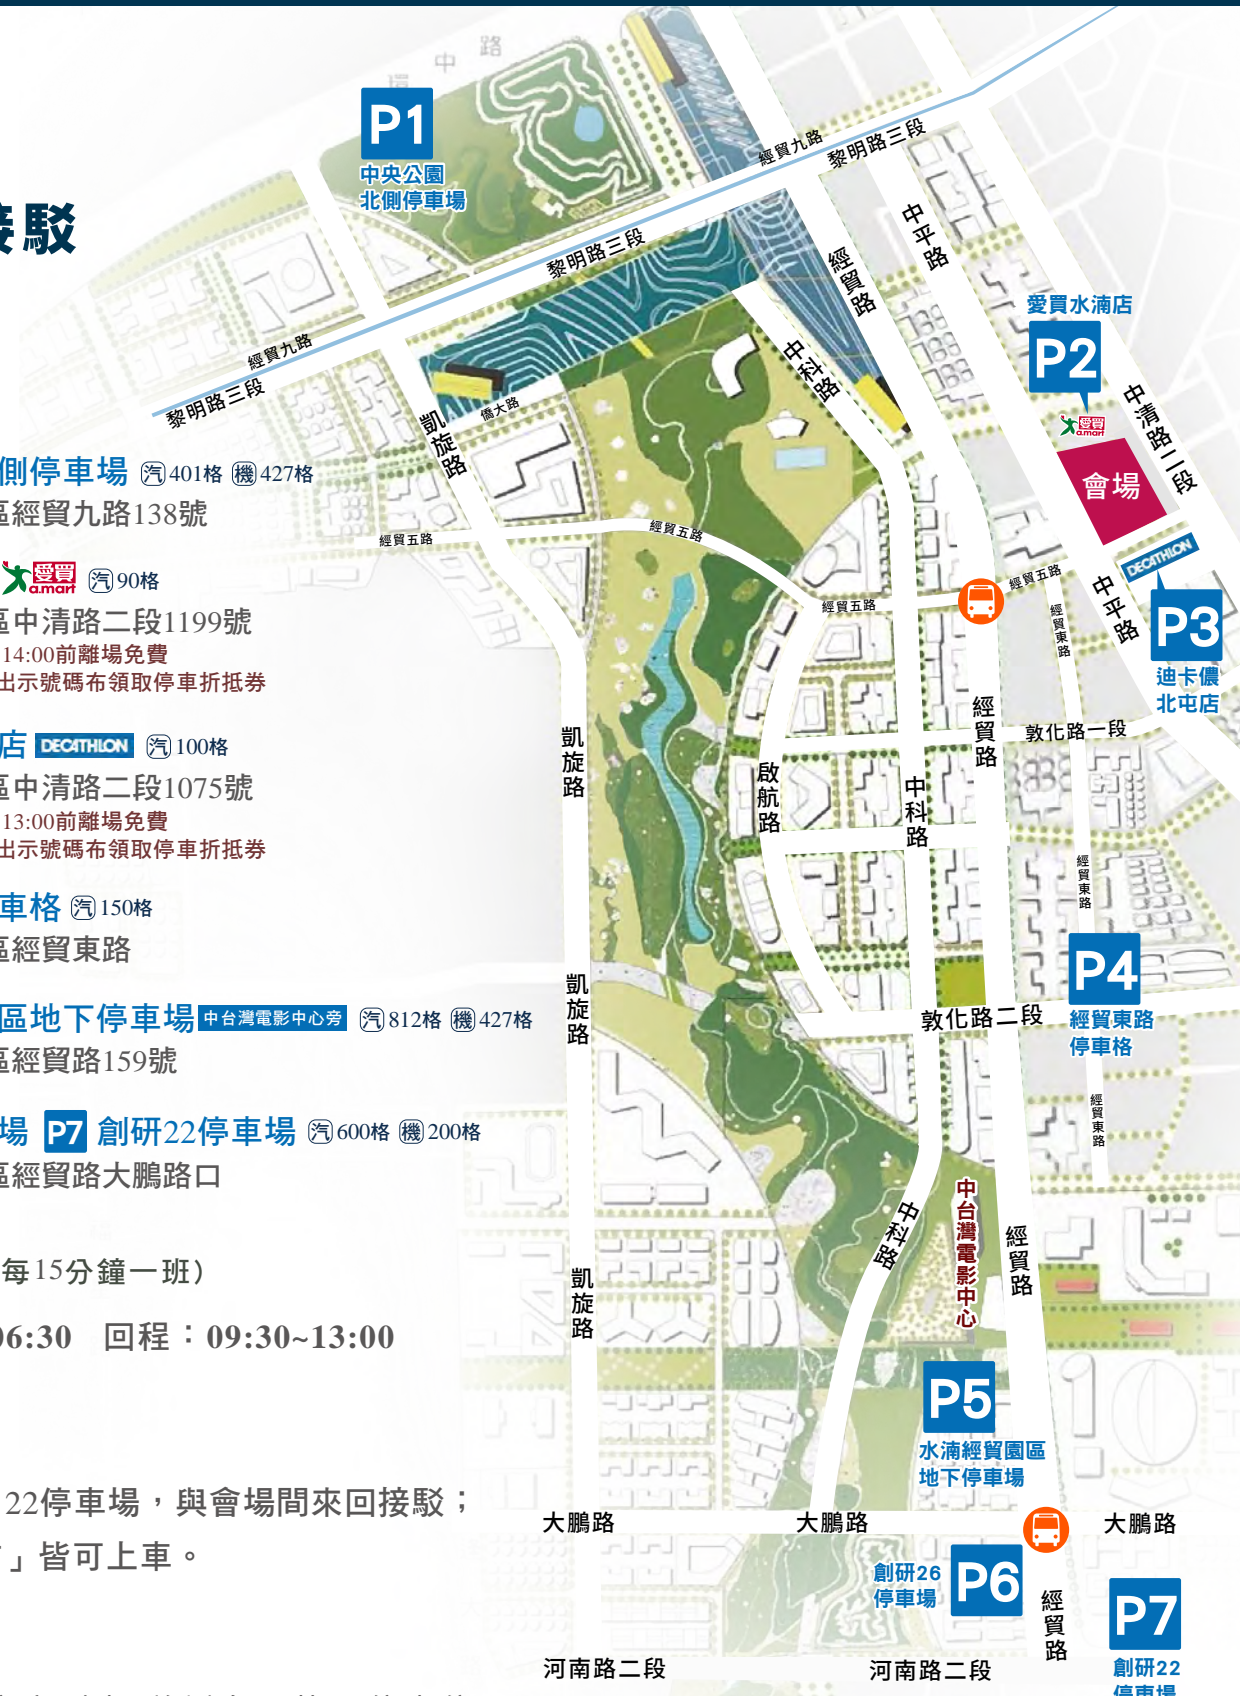 接駁
側停車場 汽401格 機427格
區經貿九路138號
愛買 a.mart 汽90格
區中清路二段1199號
14:00前離場免費
出示號碼布領取停車折抵券
店 DECATHLON 汽100格
區中清路二段1075號
13:00前離場免費
出示號碼布領取停車折抵券
車格 汽150格
區經貿東路
區地下停車場 中台灣電影中心旁 汽812格 機427格
區經貿路159號
場 P7 創研22停車場 汽600格 機200格
區經貿路大鵬路口
每15分鐘一班）
06:30 回程：09:30~13:00
22停車場，與會場間來回接駁；
」皆可上車。
環中路
P1
中央公園
北側停車場
經貿九路
黎明路三段
中平路
經貿路
黎明路三段
愛買水湳店
P2
愛買 a.mart
中清路二段
會場
中科路
經貿九路
黎明路三段
凱旋路
僑大路
經貿五路
經貿五路
經貿五路
經貿五路
DECATHLON
中平路
P3
迪卡儂
北屯店
經貿東路
經貿路
敦化路一段
凱旋路
啟航路
中科路
經貿東路
P4
經貿東路
停車格
凱旋路
敦化路二段
經貿東路
中台灣電影中心
中科路
經貿路
凱旋路
P5
水湳經貿園區
地下停車場
大鵬路
大鵬路
大鵬路
創研26
停車場
P6
經貿路
P7
創研22
停車場
河南路二段
河南路二段